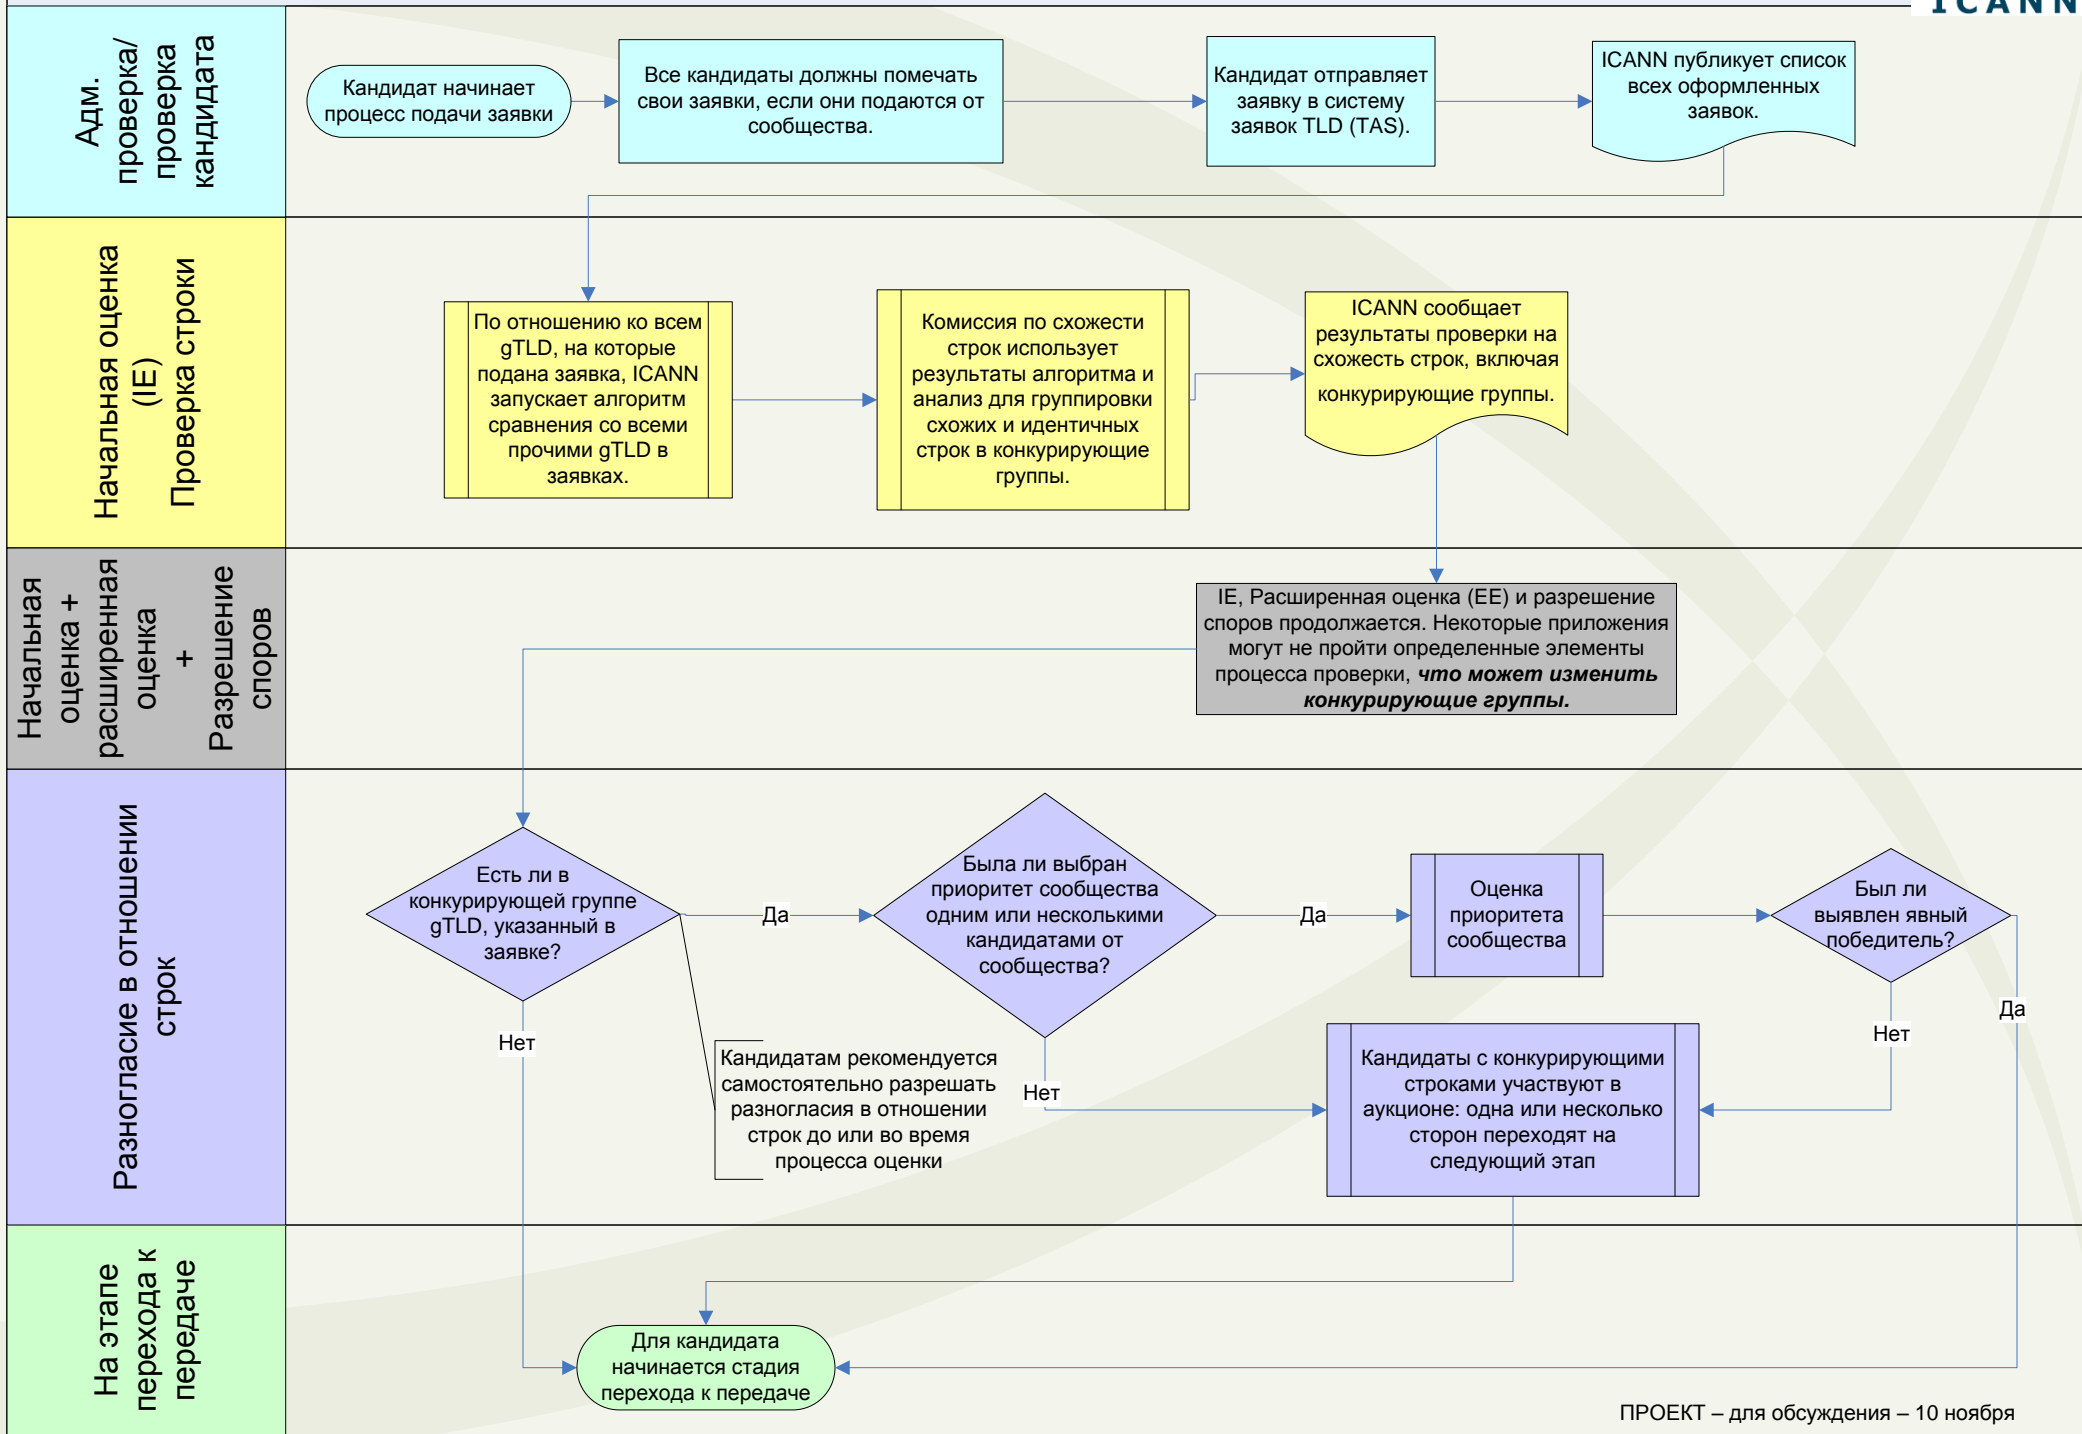 ICANN
Адм.
проверка/
проверка
кандидата
Кандидат начинает
процесс подачи заявки
Все кандидаты должны помечать
свои заявки, если они подаются от
сообщества.
Кандидат отправляет
заявку в систему
заявок TLD (TAS).
ICANN публикует список
всех оформленных
заявок.
Начальная оценка
(IE)
Проверка строки
По отношению ко всем
gTLD, на которые
подана заявка, ICANN
запускает алгоритм
сравнения со всеми
прочими gTLD в
заявках.
Комиссия по схожести
строк использует
результаты алгоритма и
анализ для группировки
схожих и идентичных
строк в конкурирующие
группы.
ICANN сообщает
результаты проверки на
схожесть строк, включая
конкурирующие группы.
Начальная
оценка +
расширенная
оценка
+
Разрешение
споров
IE, Расширенная оценка (EE) и разрешение
споров продолжается. Некоторые приложения
могут не пройти определенные элементы
процесса проверки, что может изменить
конкурирующие группы.
Разногласие в отношении
строк
Есть ли в
конкурирующей группе
gTLD, указанный в
заявке?
Да
Была ли выбран
приоритет сообщества
одним или несколькими
кандидатами от
сообщества?
Да
Оценка
приоритета
сообщества
Был ли
выявлен явный
победитель?
Да
Нет
Нет
Нет
Кандидатам рекомендуется
самостоятельно разрешать
разногласия в отношении
строк до или во время
процесса оценки
Кандидаты с конкурирующими
строками участвуют в
аукционе: одна или несколько
сторон переходят на
следующий этап
На этапе
перехода к
передаче
Для кандидата
начинается стадия
перехода к передаче
ПРОЕКТ – для обсуждения – 10 ноября